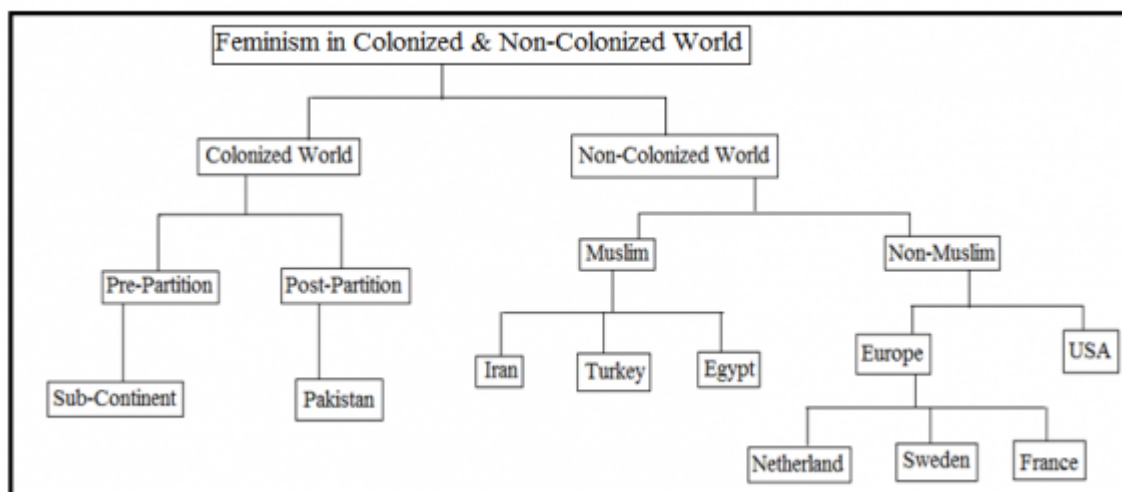 Feminism in Colonized & Non-Colonized World
Colonized World
Non-Colonized World
Muslim
Non-Muslim
Pre-Partition
Post-Partition
Iran
Turkey
Egypt
Europe
USA
Sub-Continent
Pakistan
Netherland
Sweden
France